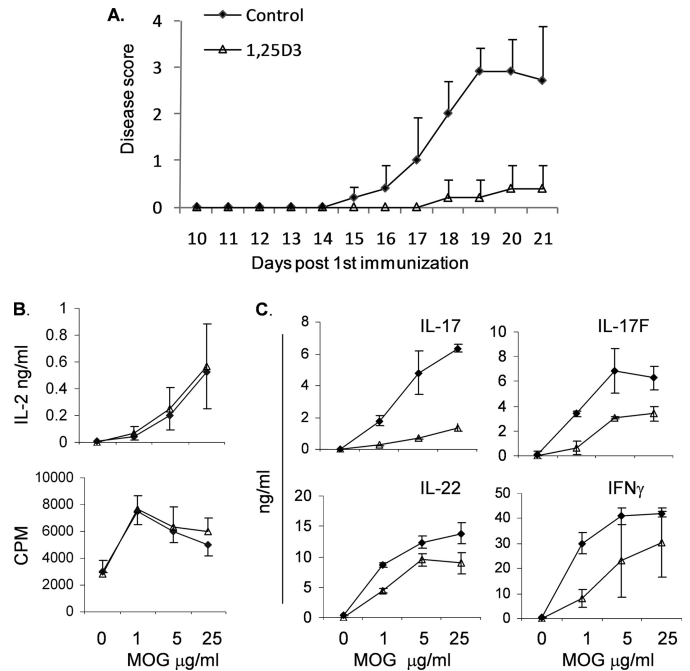 A.
Control
1,25D3
Disease score
4
3
2
1
0
10 11 12 13 14 15 16 17 18 19 20 21
Days post 1st immunization
B.
IL-2 ng/ml
1
0.8
0.6
0.4
0.2
0
CPM
10000
8000
6000
4000
2000
0
0 1 5 25
MOG µg/ml
C.
ng/ml
IL-17
8
6
4
2
0
IL-17F
10
8
6
4
2
0
IL-22
20
15
10
5
0
0 1 5 25
MOG µg/ml
IFNγ
50
40
30
20
10
0
0 1 5 25
MOG µg/ml